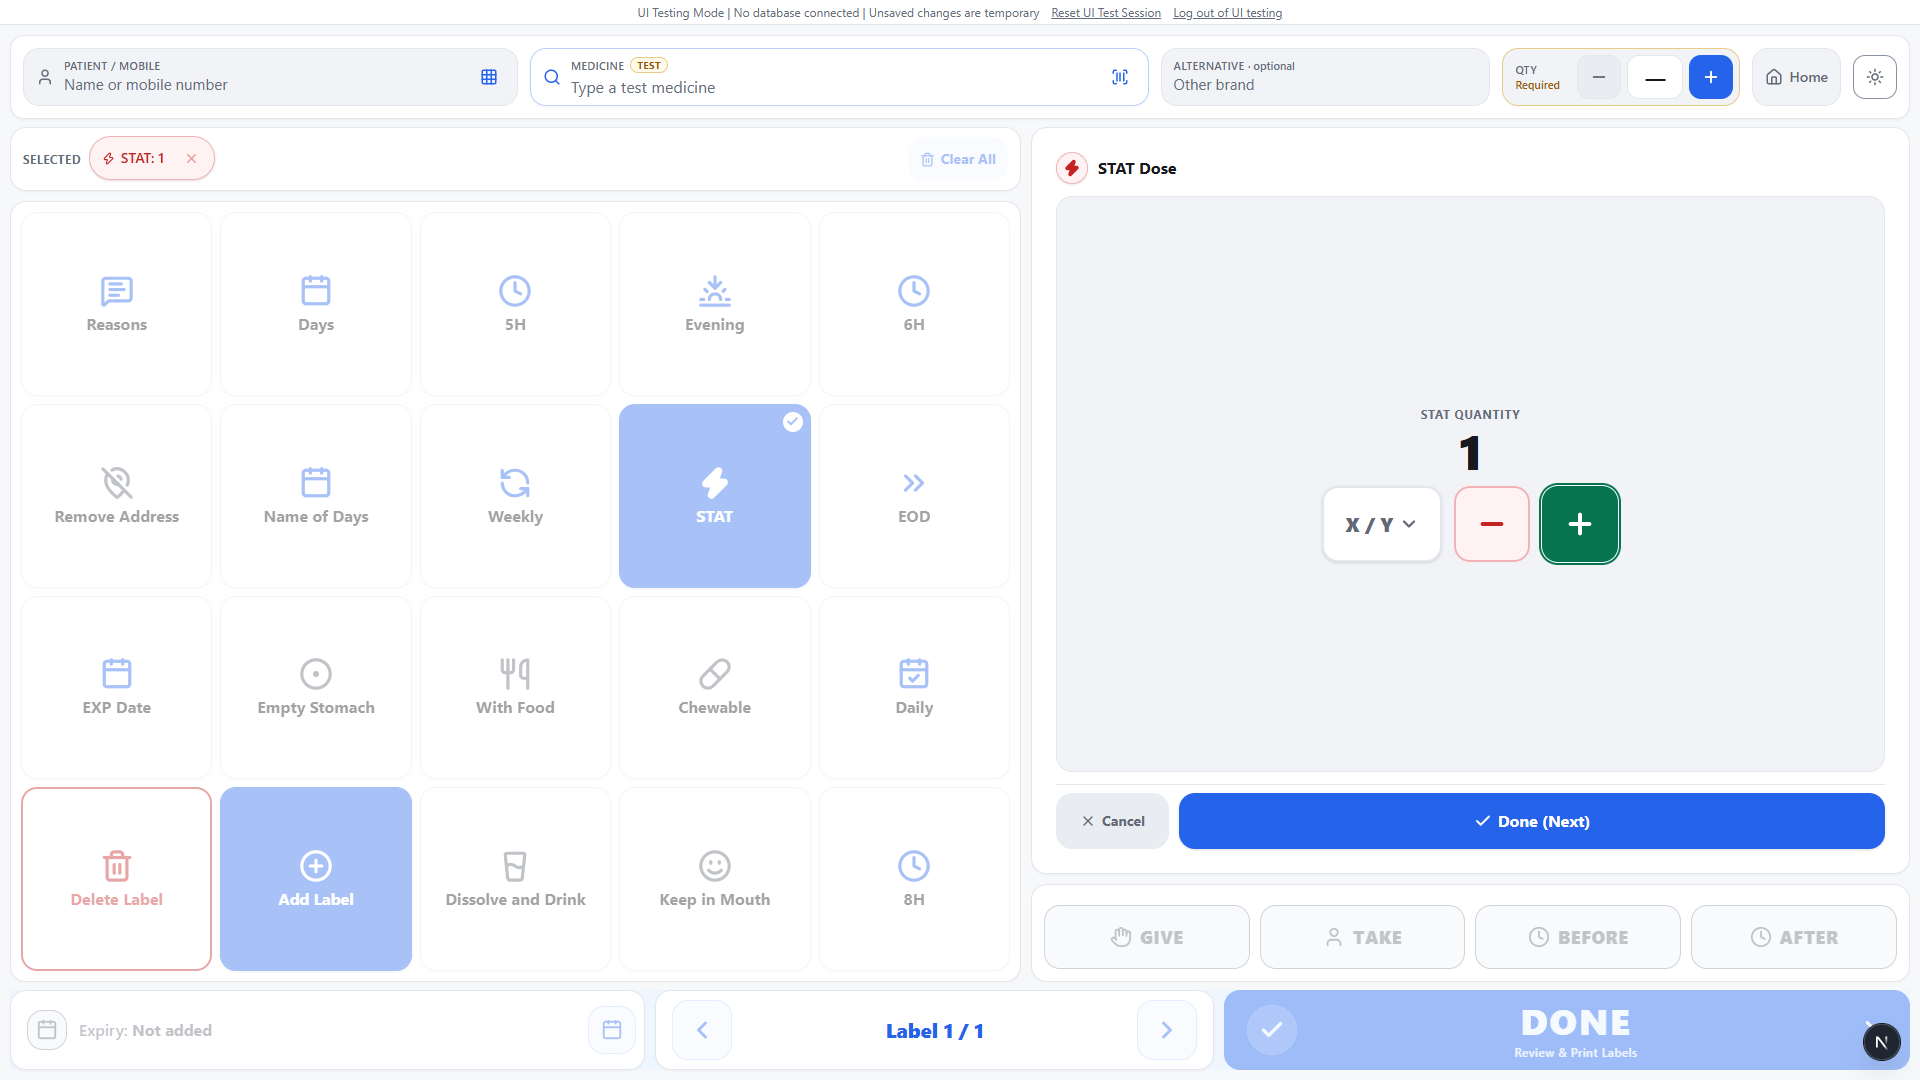 UI Testing Mode | No database connected | Unsaved changes are temporary Reset UI Test Session Log out of UI testing
PATIENT / MOBILE
Name or mobile number
MEDICINE TEST
Type a test medicine
ALTERNATIVE · optional
Other brand
QTY
Required
—
Home
SELECTED
STAT: 1
Clear All
STAT Dose
Reasons
Days
5H
Evening
6H
Remove Address
Name of Days
Weekly
STAT
EOD
EXP Date
Empty Stomach
With Food
Chewable
Daily
Delete Label
Add Label
Dissolve and Drink
Keep in Mouth
8H
STAT QUANTITY
1
X / Y
Cancel
Done (Next)
GIVE
TAKE
BEFORE
AFTER
Expiry: Not added
Label 1 / 1
DONE
Review & Print Labels
N